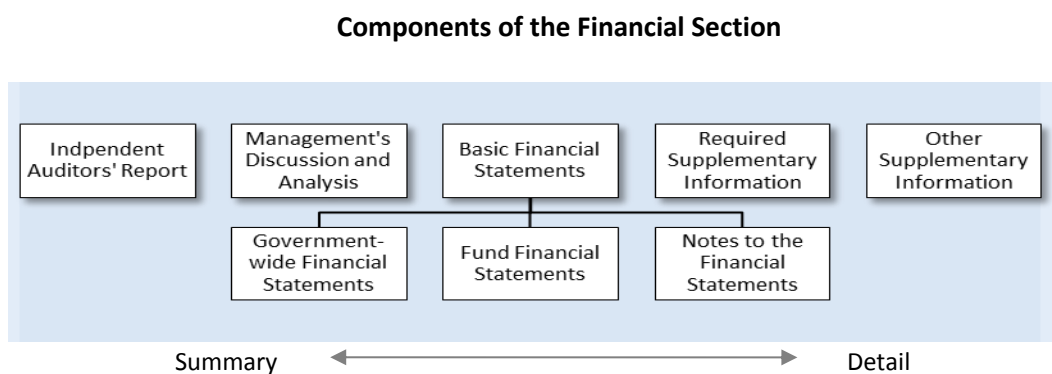 Components of the Financial Section
Indpendent
Auditors' Report
Management's
Discussion and
Analysis
Basic Financial
Statements
Required
Supplementary
Information
Other
Supplementary
Information
Government-
wide Financial
Statements
Fund Financial
Statements
Notes to the
Financial
Statements
Summary
Detail